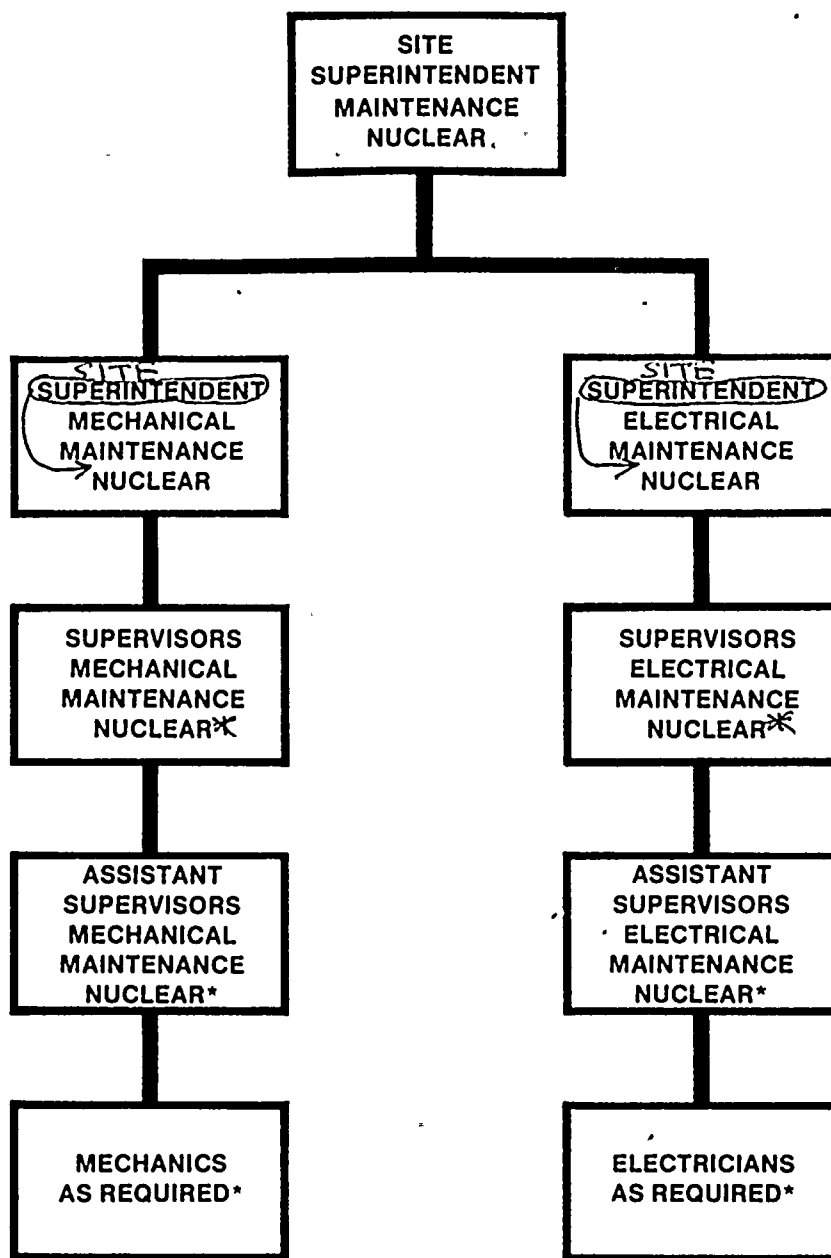 SITE
SUPERINTENDENT
MAINTENANCE
NUCLEAR
SITE
SUPERINTENDENT
MECHANICAL
MAINTENANCE
NUCLEAR
SITE
SUPERINTENDENT
ELECTRICAL
MAINTENANCE
NUCLEAR
SUPERVISORS
MECHANICAL
MAINTENANCE
NUCLEAR*
SUPERVISORS
ELECTRICAL
MAINTENANCE
NUCLEAR*
ASSISTANT
SUPERVISORS
MECHANICAL
MAINTENANCE
NUCLEAR*
ASSISTANT
SUPERVISORS
ELECTRICAL
MAINTENANCE
NUCLEAR*
MECHANICS
AS REQUIRED*
ELECTRICIANS
AS REQUIRED*